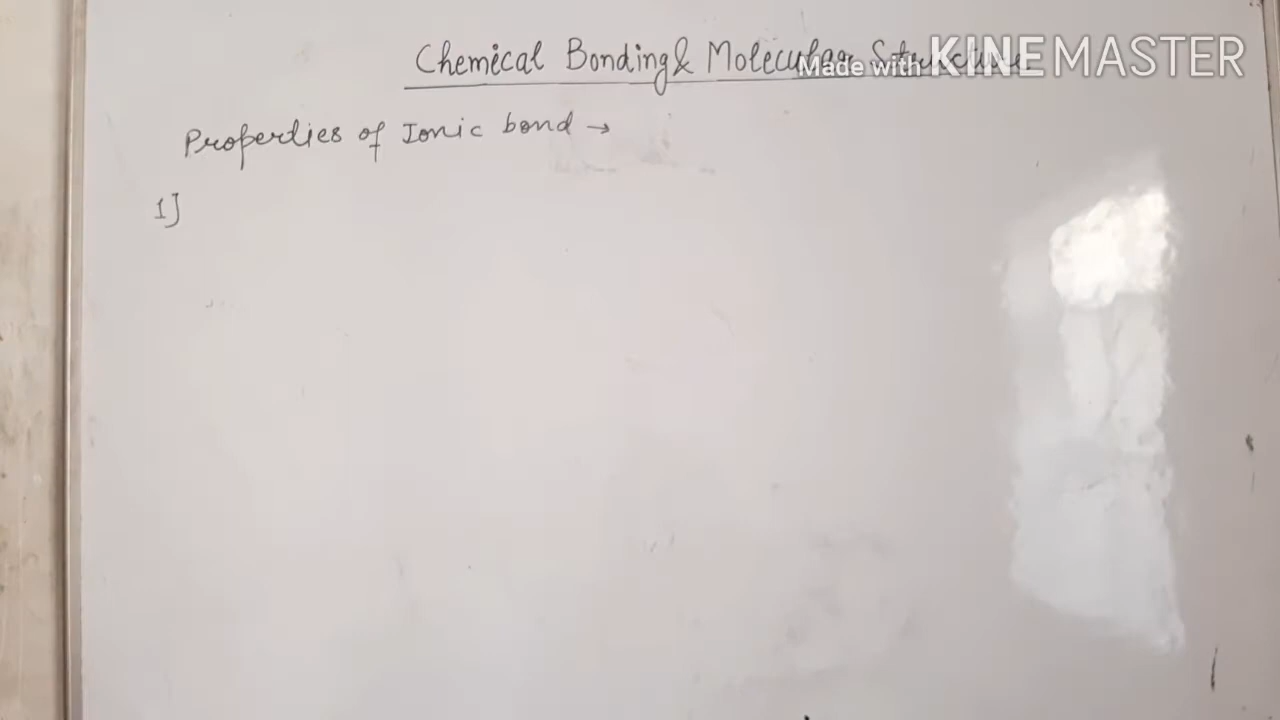 Chemical Bonding & Molecular Structure
Made with KINEMASTER
Properties of Ionic bond →
1]